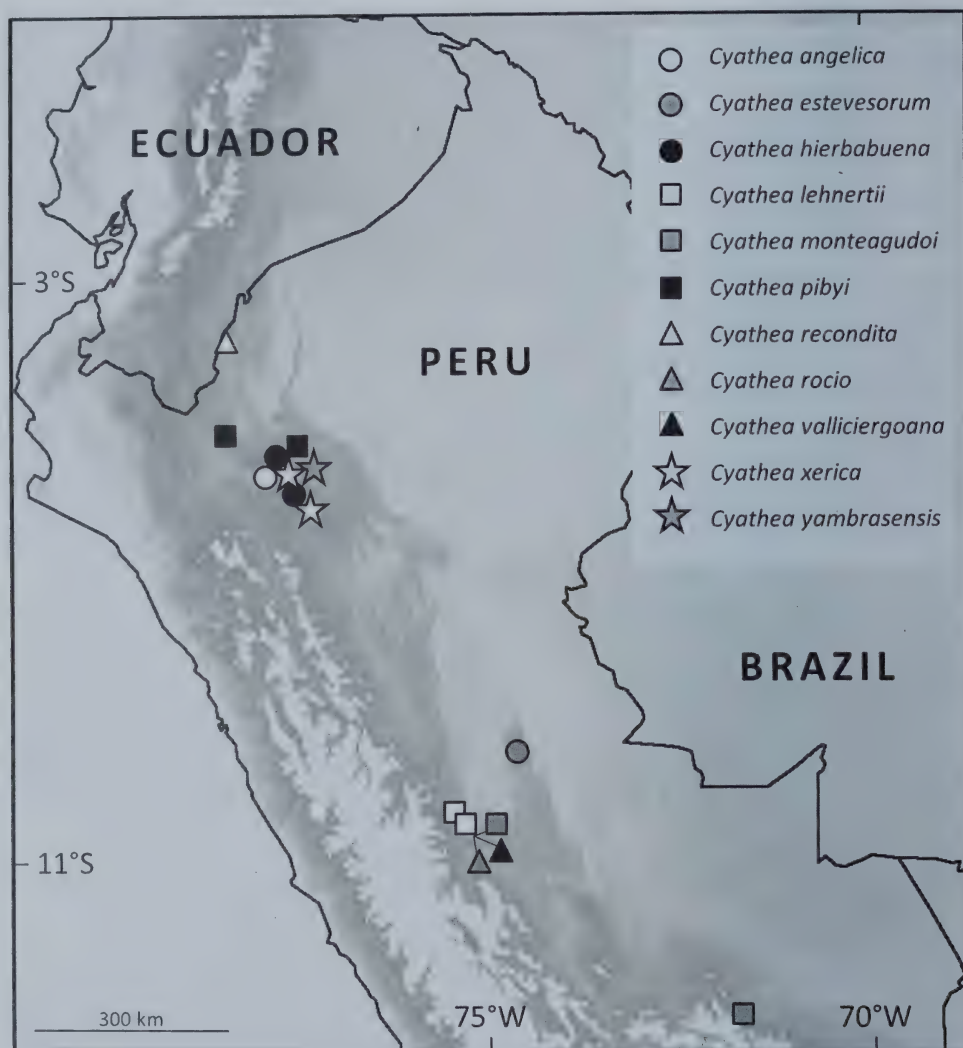 ECUADOR
PERU
BRAZIL
Cyathea angelica
Cyathea estevesorum
Cyathea hierbabuena
Cyathea lehnertii
Cyathea monteagudoi
Cyathea pibyi
Cyathea recondita
Cyathea rocio
Cyathea valliciergoana
Cyathea xerica
Cyathea yambrasensis
3°S
11°S
300 km
75°W
70°W